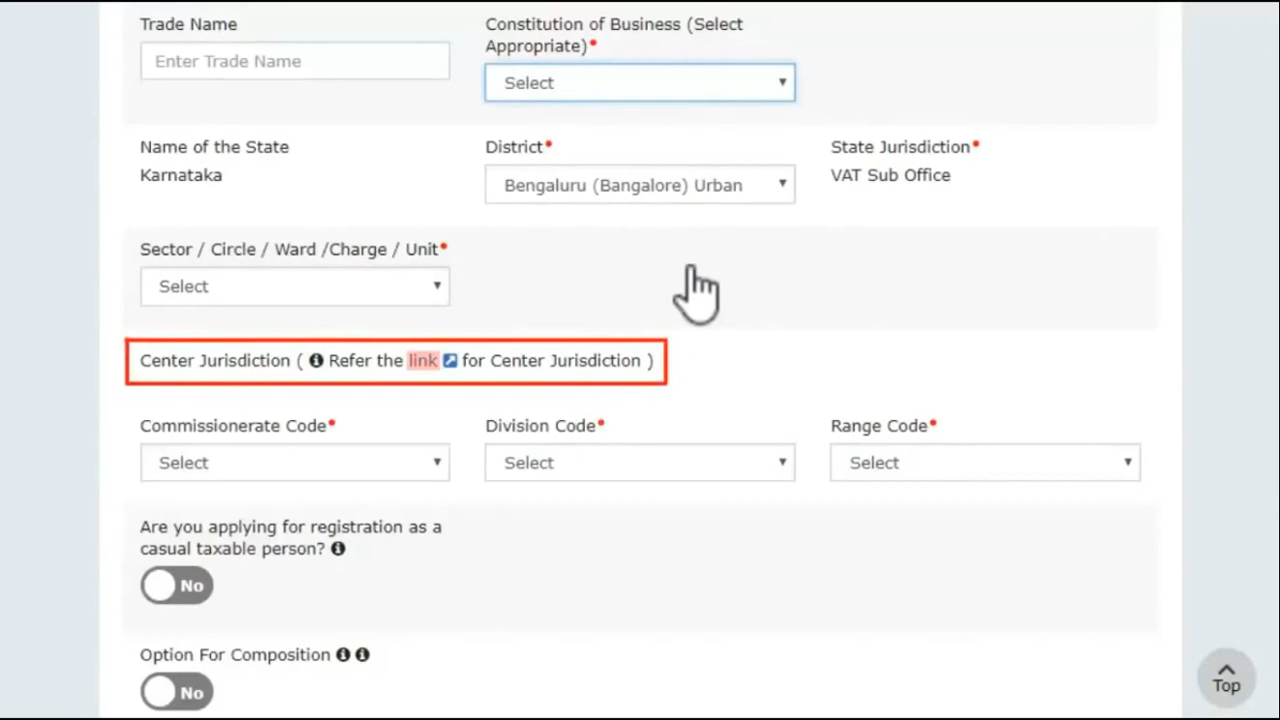 Trade Name
Constitution of Business (Select
Appropriate)*
Enter Trade Name
Select
Name of the State
District*
State Jurisdiction*
Karnataka
Bengaluru (Bangalore) Urban
VAT Sub Office
Sector / Circle / Ward /Charge / Unit*
Select
Center Jurisdiction ( Refer the link for Center Jurisdiction )
Commissionerate Code*
Division Code*
Range Code*
Select
Select
Select
Are you applying for registration as a
casual taxable person?
No
Option For Composition
No
Top